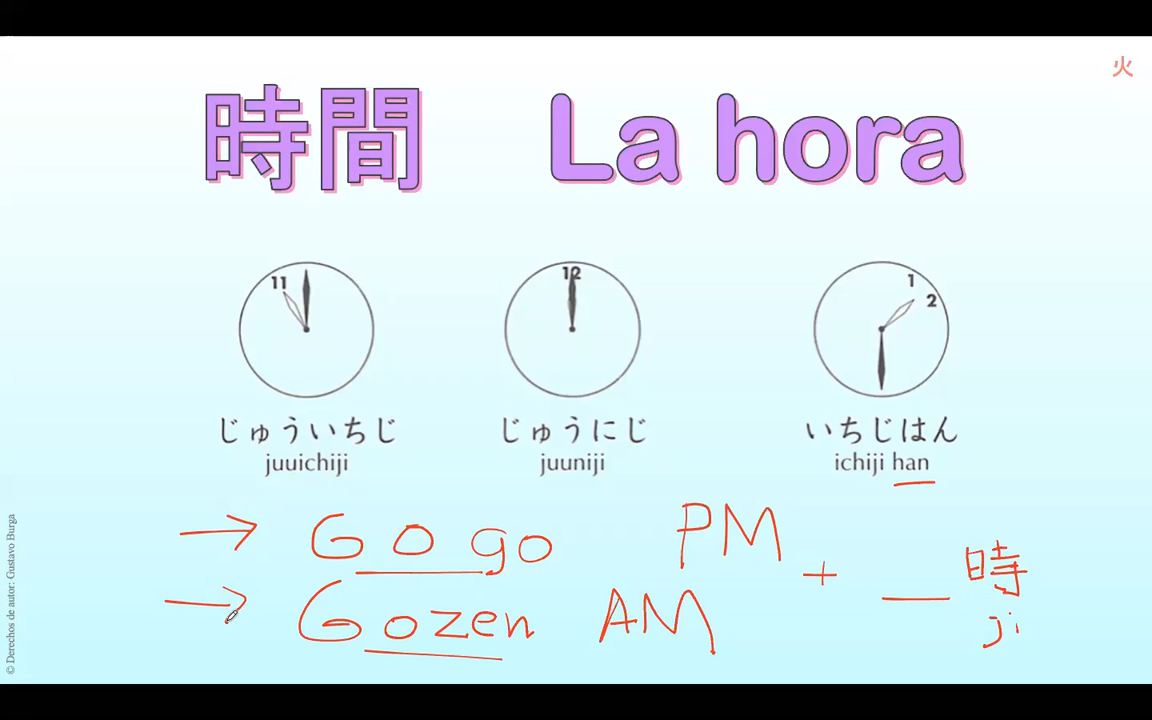 火
時間 La hora
11 12 1 2
じゅういちじ じゅうにじ いちじはん
juuichiji juuniji ichiji han
→ Gogo PM
+ __ 時
→ Gozen AM ji
© Derechos de autor: Gustavo Burga